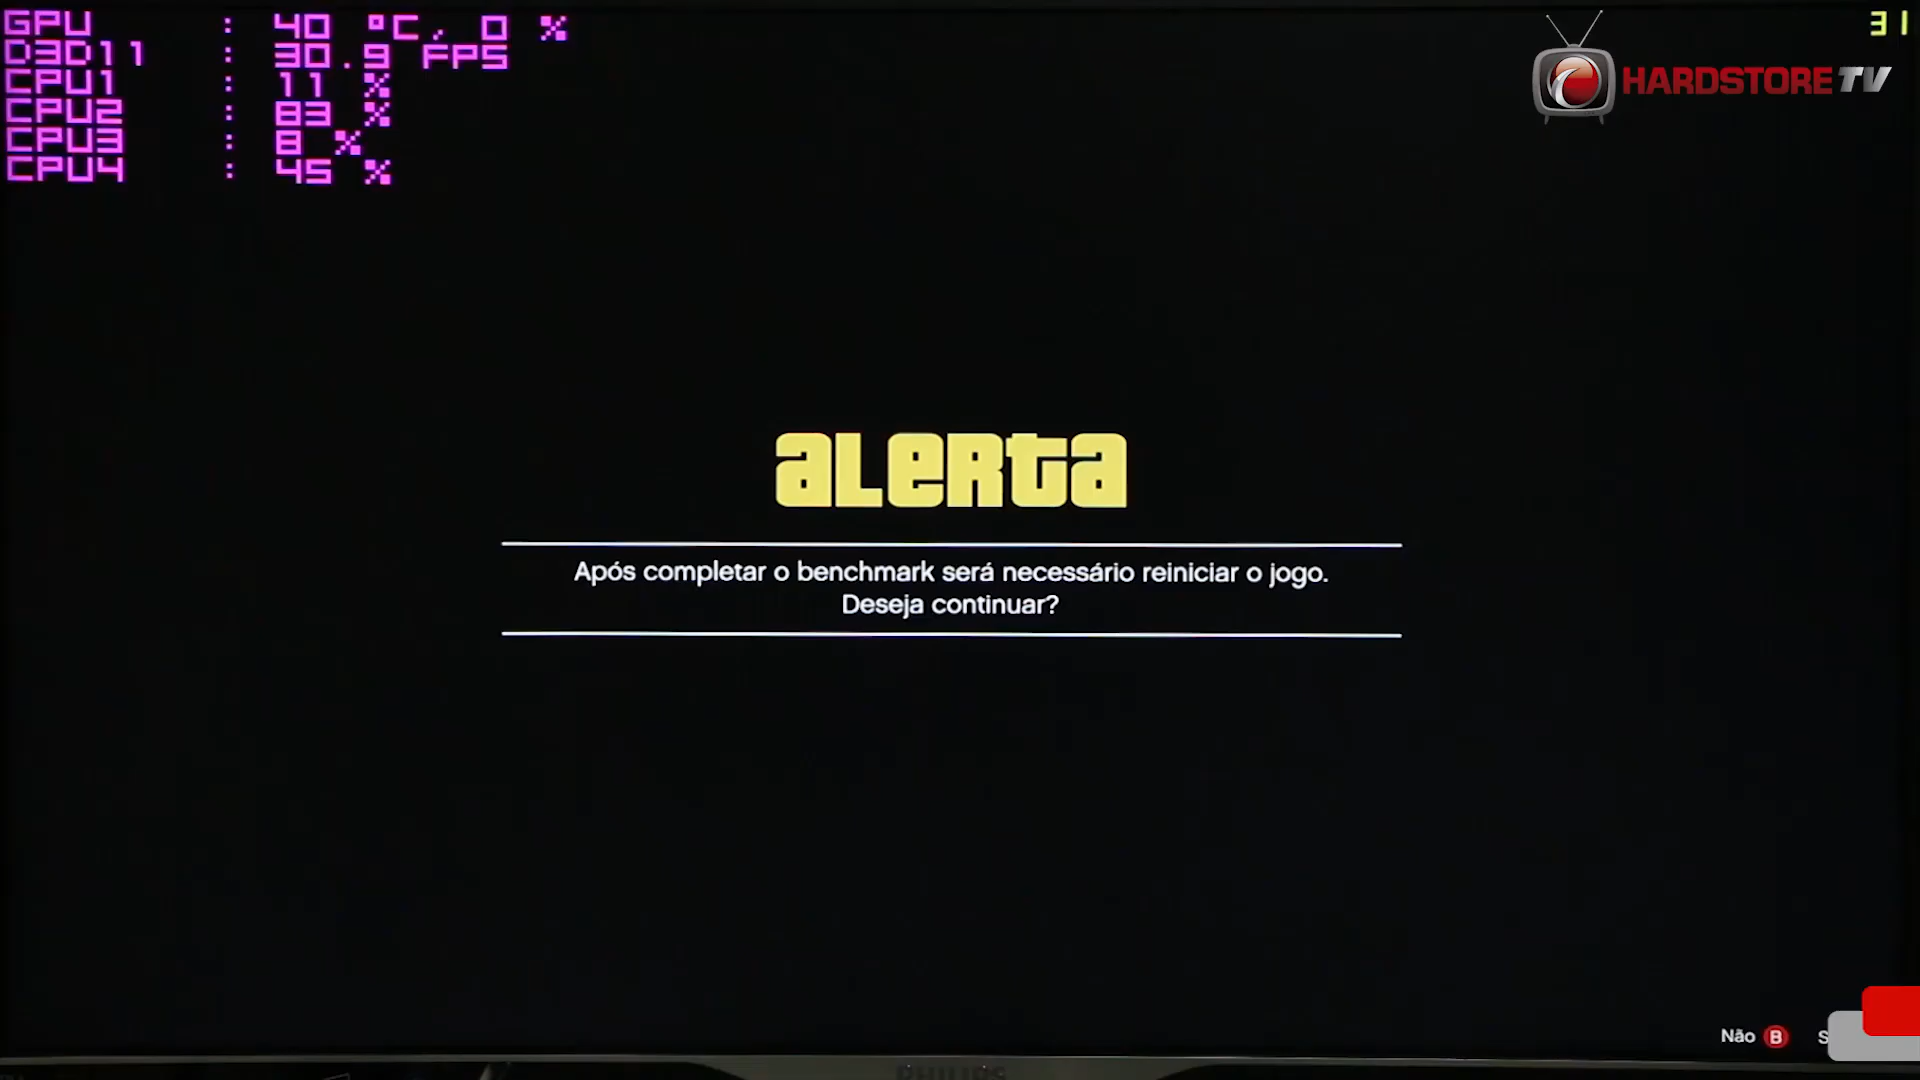 GPU : 40 °C, 0 %
D3D11 : 30.9 FPS
CPU1 : 11 %
CPU2 : 83 %
CPU3 : 8 %
CPU4 : 45 %
31
HARDSTORE TV
alerta
Após completar o benchmark será necessário reiniciar o jogo.
Deseja continuar?
Não B
PHILIPS